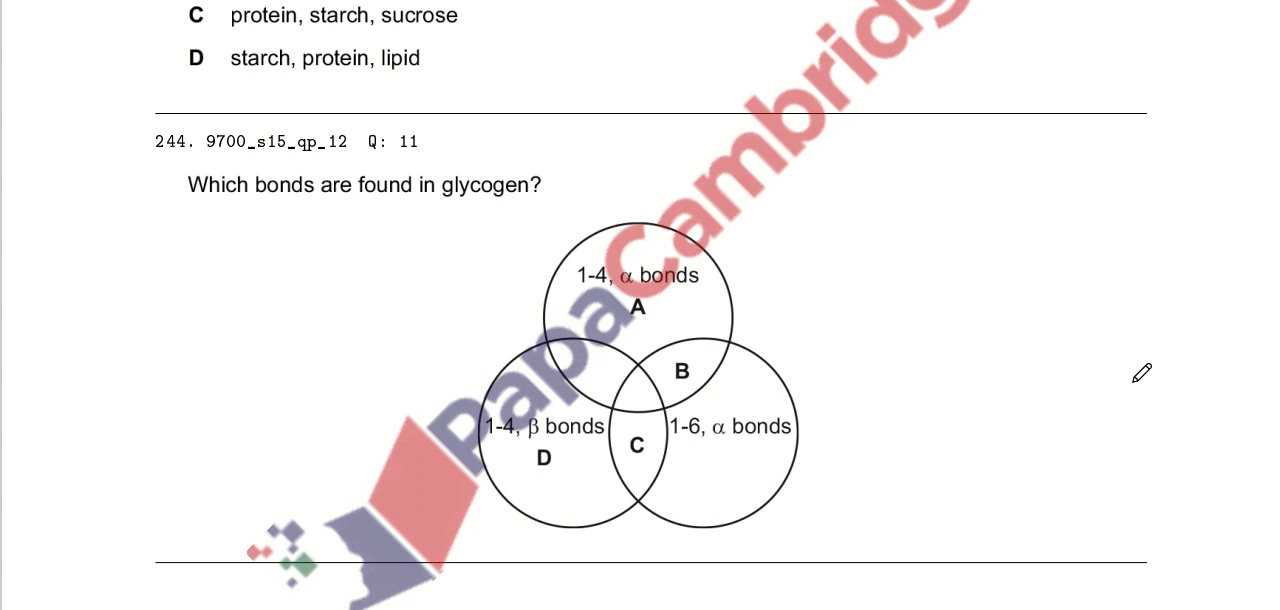 C protein, starch, sucrose
D starch, protein, lipid
244. 9700_s15_qp_12 Q: 11
Which bonds are found in glycogen?
1-4, α bonds
A
B
1-4, β bonds
1-6, α bonds
C
D
PapaCambridg